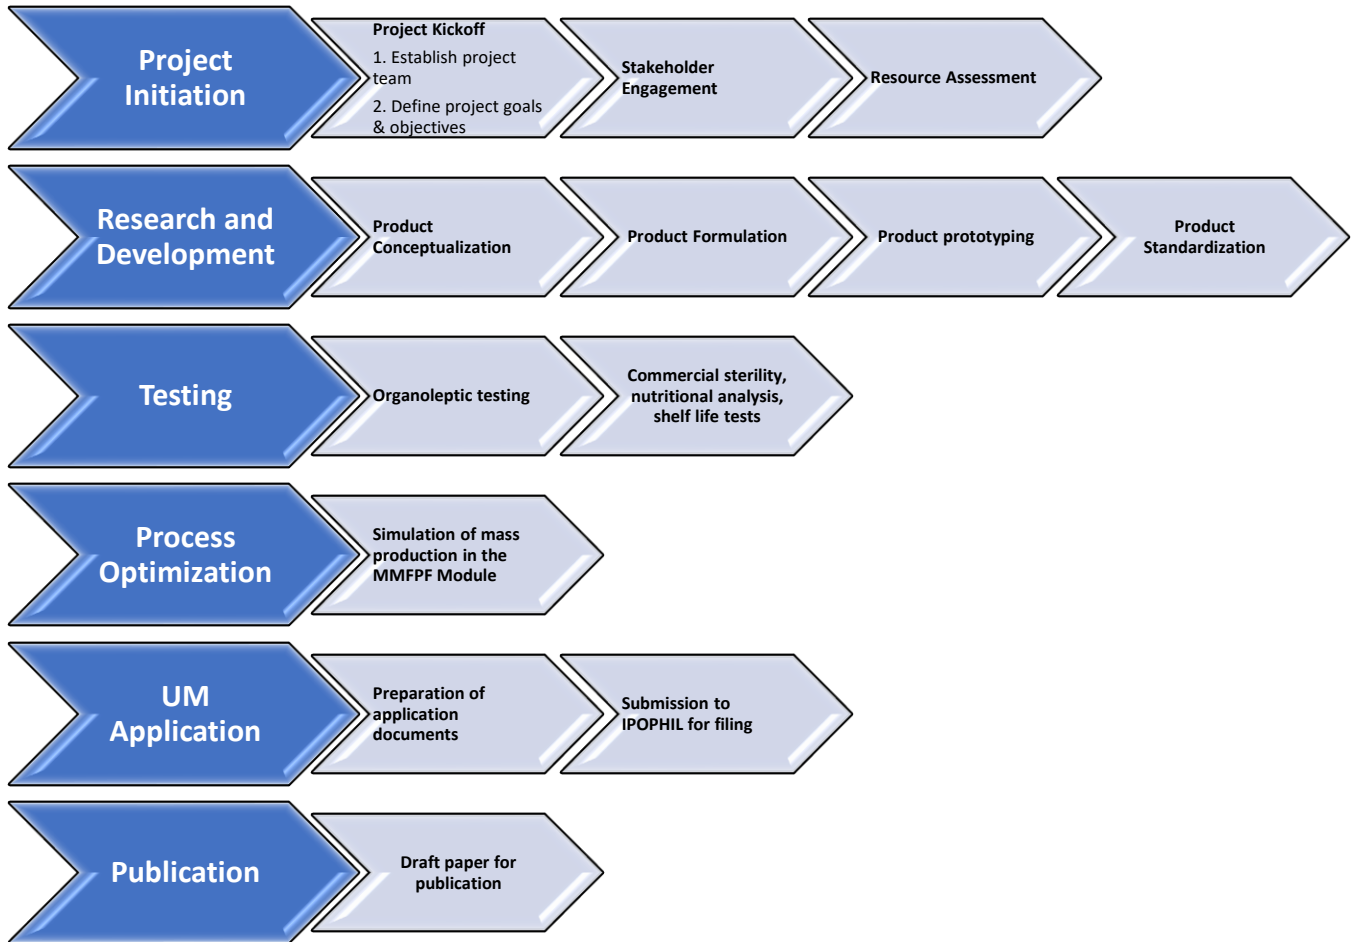 Project
Initiation
Project Kickoff
1. Establish project
team
2. Define project goals
& objectives
Stakeholder
Engagement
Resource Assessment
Research and
Development
Product
Conceptualization
Product Formulation
Product prototyping
Product
Standardization
Testing
Organoleptic testing
Commercial sterility,
nutritional analysis,
shelf life tests
Process
Optimization
Simulation of mass
production in the
MMFPF Module
UM
Application
Preparation of
application
documents
Submission to
IPOPHIL for filing
Publication
Draft paper for
publication